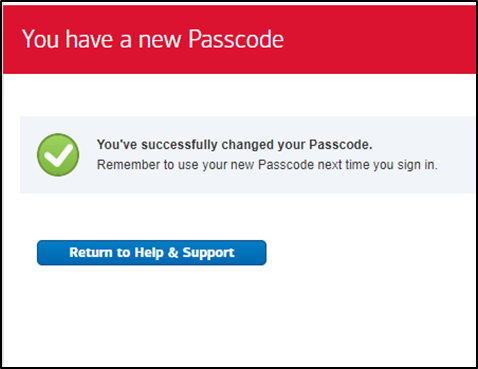 You have a new Passcode
You've successfully changed your Passcode.
Remember to use your new Passcode next time you sign in.
Return to Help & Support